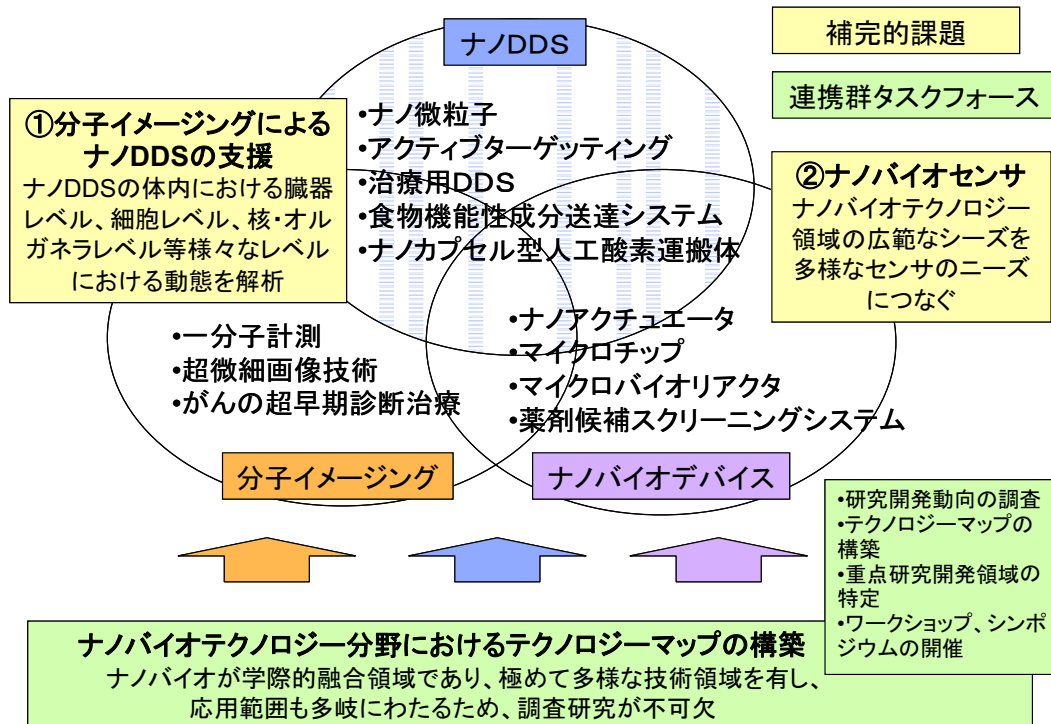 ナノDDS
補完的課題
連携群タスクフォース
①分子イメージングによる
ナノDDSの支援
ナノDDSの体内における臓器
レベル、細胞レベル、核・オル
ガネラレベル等様々なレベル
における動態を解析
•ナノ微粒子
•アクティブターゲッティング
•治療用DDS
•食物機能性成分送達システム
•ナノカプセル型人工酸素運搬体
②ナノバイオセンサ
ナノバイオテクノロジー
領域の広範なシーズを
多様なセンサのニーズ
につなぐ
•一分子計測
•超微細画像技術
•がんの超早期診断治療
•ナノアクチュエータ
•マイクロチップ
•マイクロバイオリアクタ
•薬剤候補スクリーニングシステム
分子イメージング
ナノバイオデバイス
•研究開発動向の調査
•テクノロジーマップの
構築
•重点研究開発領域の
特定
•ワークショップ、シンポ
ジウムの開催
ナノバイオテクノロジー分野におけるテクノロジーマップの構築
ナノバイオが学際的融合領域であり、極めて多様な技術領域を有し、
応用範囲も多岐にわたるため、調査研究が不可欠